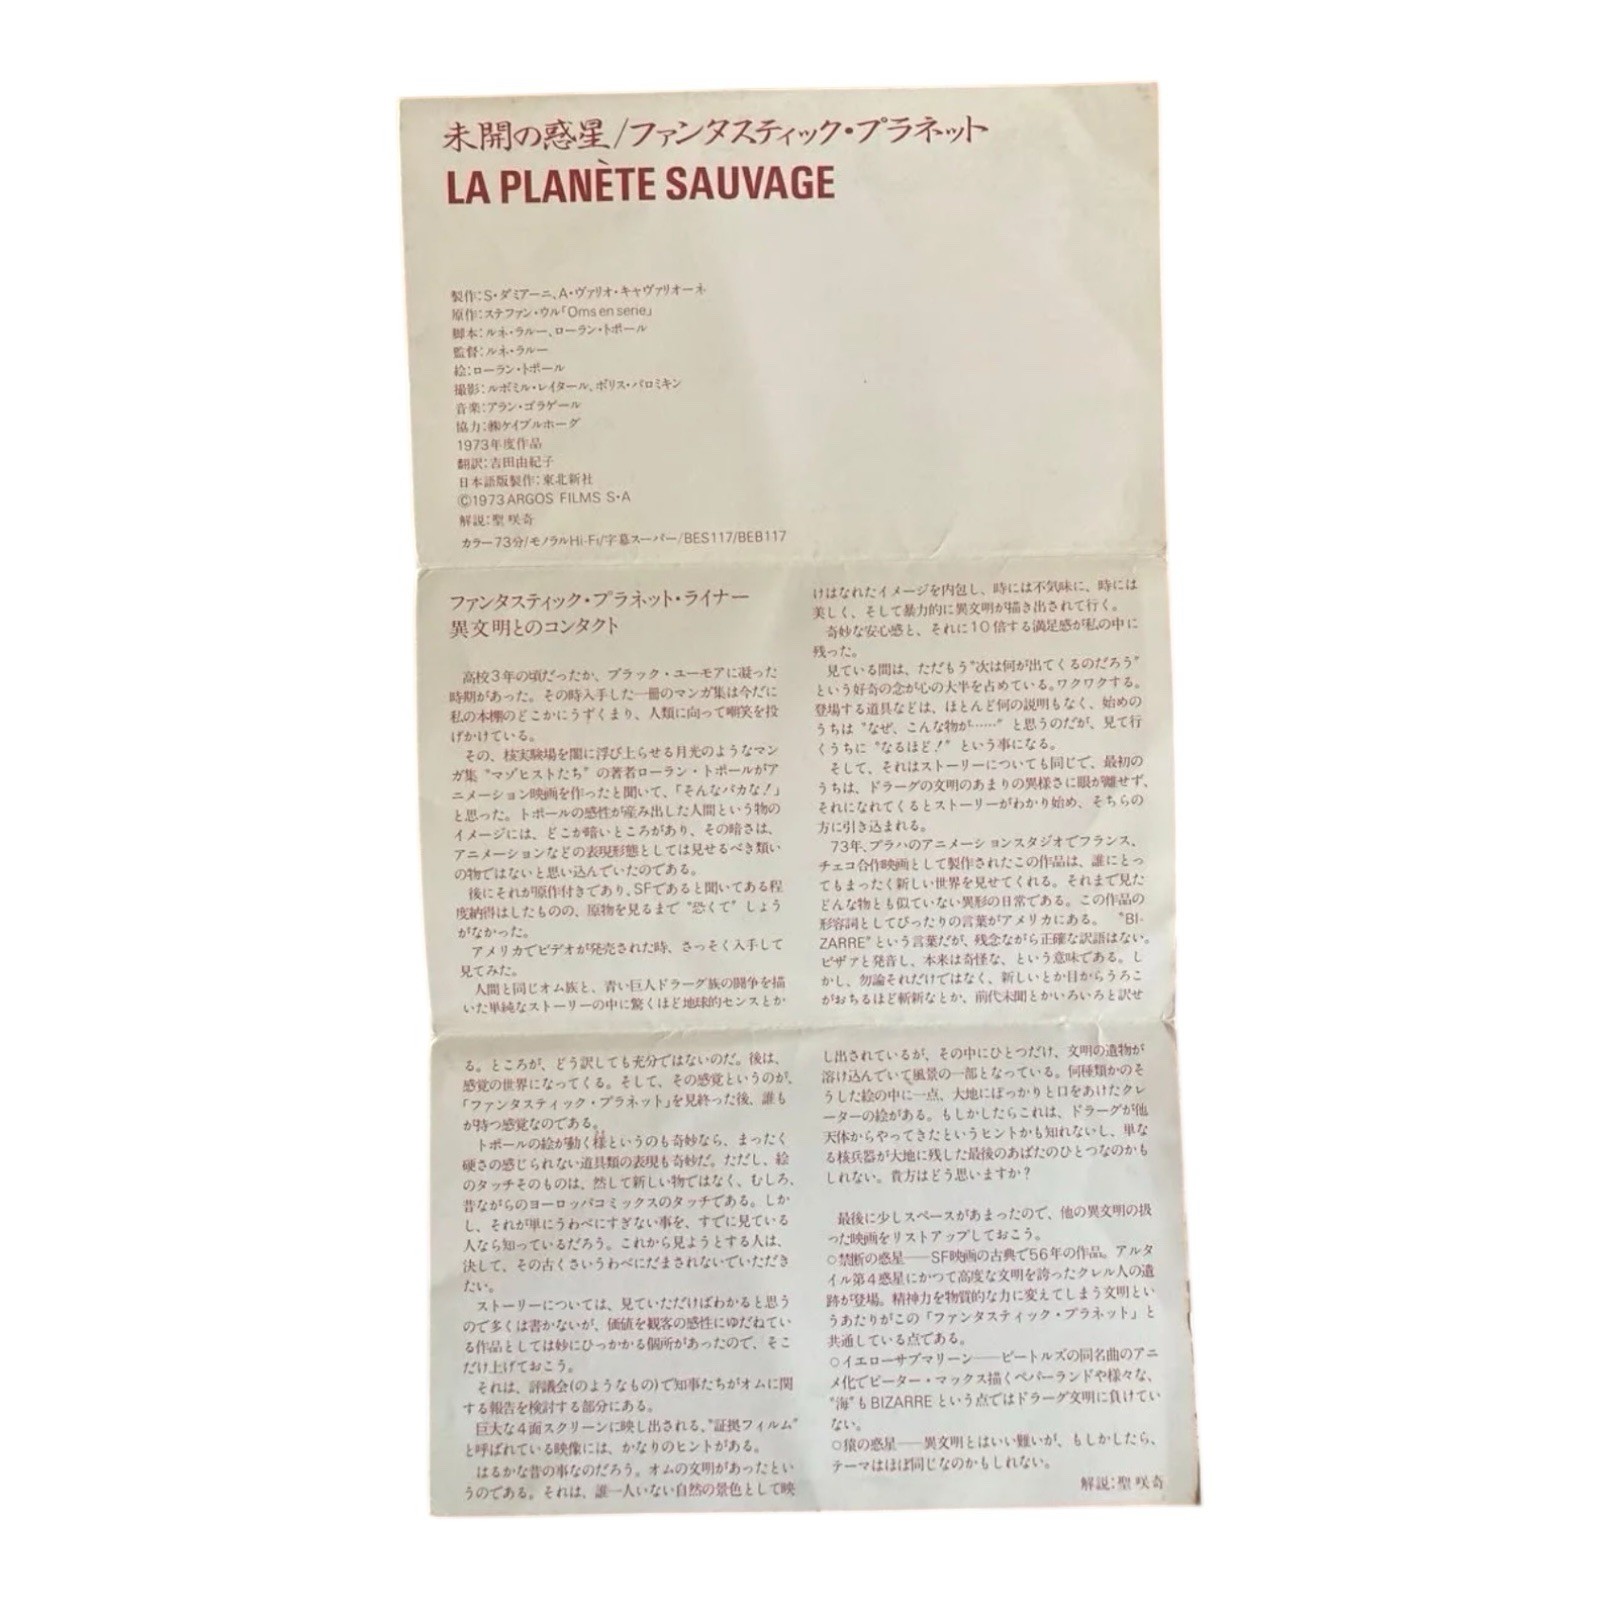 未開の惑星/ファンタスティック・プラネット
LA PLANÈTE SAUVAGE
製作:S・ダミアーニ、A・ヴァリオ・キャヴァリオーネ
原作:ステファン・ウル「Oms en serie」
脚本:ルネ・ラルー、ローラン・トポール
監督:ルネ・ラルー
絵:ローラン・トポール
撮影:ルボミル・レイタール、ボリス・バロミキン
音楽:アラン・ゴラゲール
協力:㈱ケイブルホーグ
1973年度作品
翻訳:吉田由紀子
日本語版製作:東北新社
©1973 ARGOS FILMS S・A
解説:聖咲奇
カラー73分/モノラルHi-Fi/字幕スーパー/BES117/BEB117
ファンタスティック・プラネット・ライナー
異文明とのコンタクト
高校3年の頃だったか、ブラック・ユーモアに凝った
時期があった。その時入手した一冊のマンガ集は今だに
私の本棚のどこかにうずくまり、人類に向って嘲笑を投
げかけている。
その、核実験場を闇に浮び上らせる月光のようなマン
ガ集“マゾヒストたち”の著者ローラン・トポールがア
ニメーション映画を作ったと聞いて、「そんなバカな!」
と思った。トポールの感性が産み出した人間という物の
イメージには、どこか暗いところがあり、その暗さは、
アニメーションなどの表現形態としては見せるべき類い
の物ではないと思い込んでいたのである。
後にそれが原作付きであり、SFであると聞いてある程
度納得はしたものの、原物を見るまで“恐くて”しょう
がなかった。
アメリカでビデオが発売された時、さっそく入手して
見てみた。
人間と同じオム族と、青い巨人ドラーグ族の闘争を描
いた単純なストーリーの中に驚くほど地球的センスとか
けはなれたイメージを内包し、時には不気味に、時には
美しく、そして暴力的に異文明が描き出されて行く。
奇妙な安心感と、それに10倍する満足感が私の中に
残った。
見ている間は、ただもう“次は何が出てくるのだろう”
という好奇の念が心の大半を占めている。ワクワクする。
登場する道具などは、ほとんど何の説明もなく、始めの
うちは“なぜ、こんな物が……”と思うのだが、見て行
くうちに“なるほど!”という事になる。
そして、それはストーリーについても同じで、最初の
うちは、ドラーグの文明のあまりの異様さに眼が離せず、
それになれてくるとストーリーがわかり始め、そちらの
方に引き込まれる。
73年、プラハのアニメーションスタジオでフランス、
チェコ合作映画として製作されたこの作品は、誰にとっ
てもまったく新しい世界を見せてくれる。それまで見た
どんな物とも似ていない異形の日常である。この作品の
形容詞としてぴったりの言葉がアメリカにある。“BI-
ZARRE”という言葉だが、残念ながら正確な訳語はない。
ビザアと発音し、本来は奇怪な、という意味である。し
かし、勿論それだけではなく、新しいとか目からうろこ
がおちるほど斬新なとか、前代未聞とかいろいろと訳せ
る。ところが、どう訳しても充分ではないのだ。後は、
感覚の世界になってくる。そして、その感覚というのが、
「ファンタスティック・プラネット」を見終った後、誰も
が持つ感覚なのである。
トポールの絵が動く様というのも奇妙なら、まったく
硬さの感じられない道具類の表現も奇妙だ。ただし、絵
のタッチそのものは、然して新しい物ではなく、むしろ、
昔ながらのヨーロッパコミックスのタッチである。しか
し、それが単にうわべにすぎない事を、すでに見ている
人なら知っているだろう。これから見ようとする人は、
決して、その古くさいうわべにだまされないでいただき
たい。
ストーリーについては、見ていただけばわかると思う
ので多くは書かないが、価値を観客の感性にゆだねてい
る作品としては妙にひっかかる個所があったので、そこ
だけ上げておこう。
それは、評議会(のようなもの)で知事たちがオムに関
する報告を検討する部分にある。
巨大な4面スクリーンに映し出される、“証拠フィルム”
と呼ばれている映像には、かなりのヒントがある。
はるかな昔の事なのだろう。オムの文明があったとい
うのである。それは、誰一人いない自然の景色として映
し出されているが、その中にひとつだけ、文明の遺物が
溶け込んでいて風景の一部となっている。何種類かのそ
うした絵の中に一点、大地にぽっかりと口をあけたクレ
ーターの絵がある。もしかしたらこれは、ドラーグが他
天体からやってきたというヒントかも知れないし、単な
る核兵器が大地に残した最後のあばたのひとつなのかも
しれない。貴方はどう思いますか?
最後に少しスペースがあまったので、他の異文明の扱
った映画をリストアップしておこう。
○禁断の惑星——SF映画の古典で56年の作品。アルタ
イル第4惑星にかつて高度な文明を誇ったクレル人の遺
跡が登場。精神力を物質的な力に変えてしまう文明とい
うあたりがこの「ファンタスティック・プラネット」と
共通している点である。
○イエローサブマリーン——ビートルズの同名曲のアニ
メ化でピーター・マックス描くペパーランドや様々な、
“海”もBIZARREという点ではドラーグ文明に負けてい
ない。
○猿の惑星——異文明とはいい難いが、もしかしたら、
テーマはほぼ同じなのかもしれない。
解説:聖咲奇